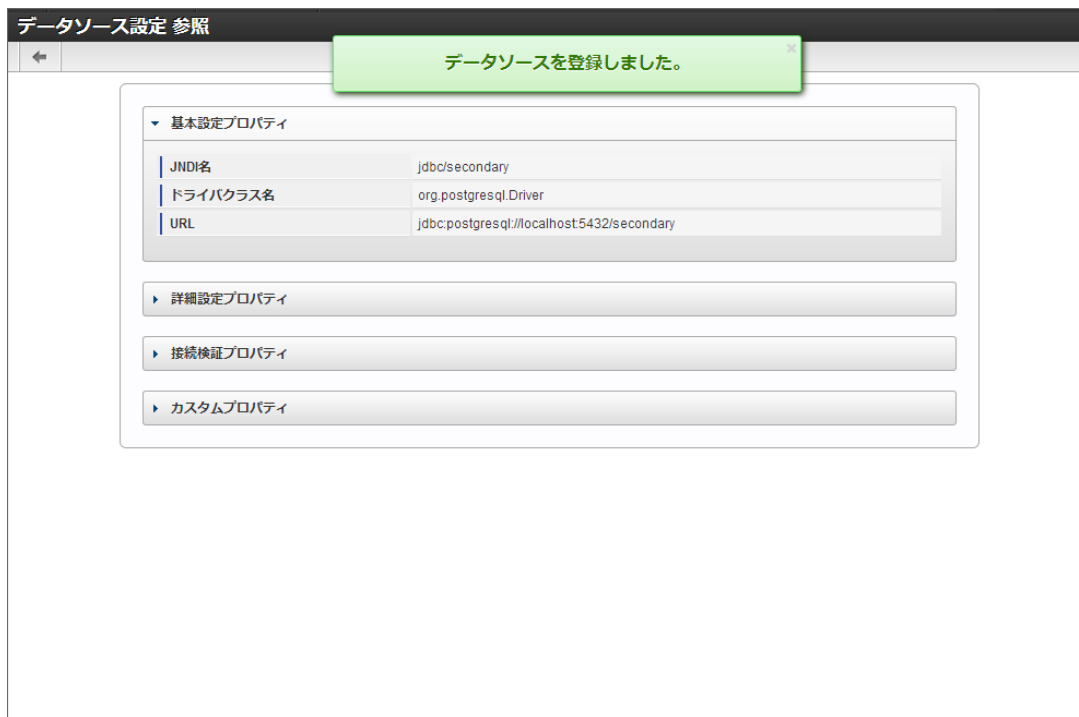 データソース設定 参照
データソースを登録しました。
基本設定プロパティ
JNDI名 jdbc/secondary
ドライバクラス名 org.postgresql.Driver
URL jdbc:postgresql://localhost:5432/secondary
詳細設定プロパティ
接続検証プロパティ
カスタムプロパティ